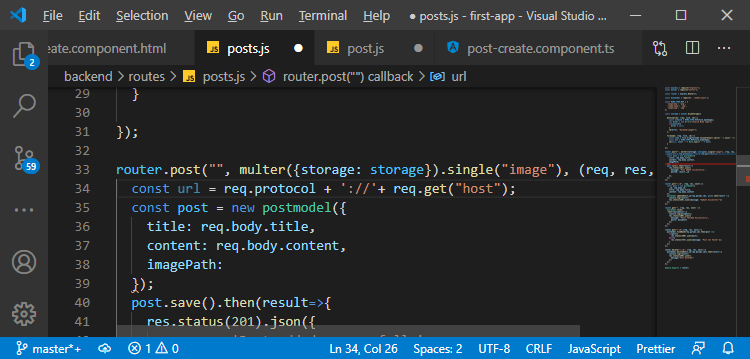 File Edit View Go Run Terminal Help ● posts.js - first-app - Visual Studio ...
eate.component.html JS posts.js ● JS post.js ● post-create.component.ts
backend > routes > JS posts.js > router.post("") callback > url
29 }
30
31 });
32
33 router.post("", multer({storage: storage}).single("image"), (req, res,
34 const url = req.protocol + '://'+ req.get("host");
35 const post = new postmodel({
36 title: req.body.title,
37 content: req.body.content,
38 imagePath:
39 });
40 post.save().then(result=>{
41 res.status(201).json({
2
59
master*+ 1 0 Ln 34, Col 26 Spaces: 2 UTF-8 CRLF JavaScript Prettier